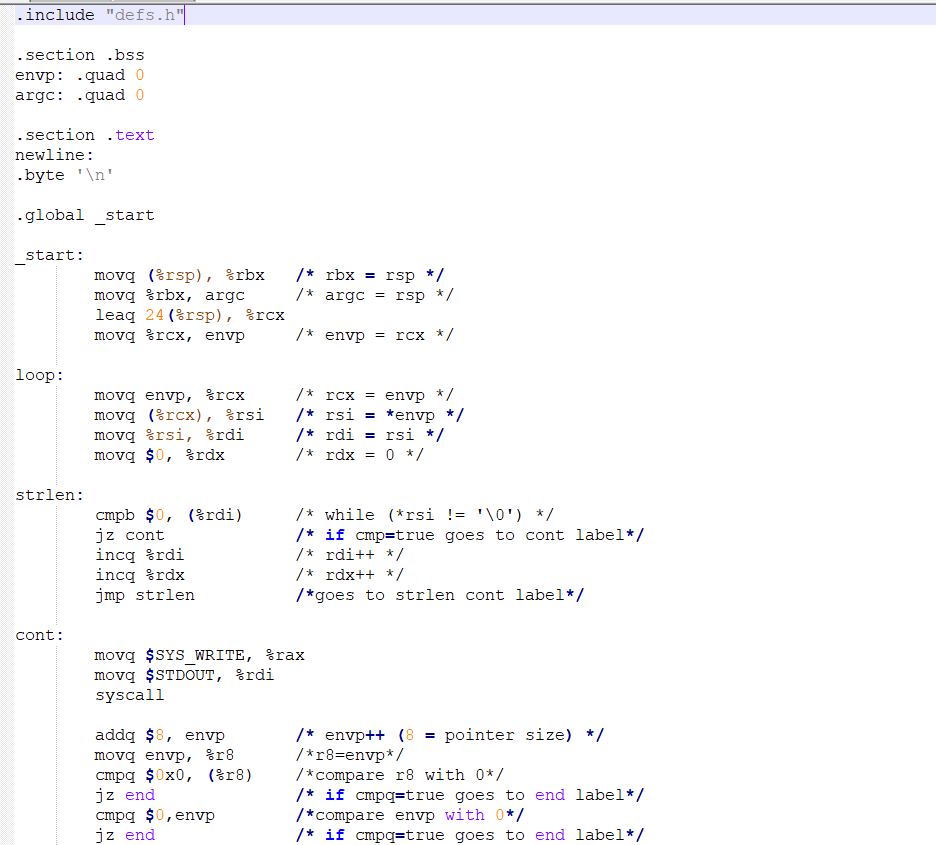 .include "defs.h"
.section .bss
envp: .quad 0
argc: .quad 0
.section .text
newline:
.byte '\n'
.global _start
_start:
movq (%rsp), %rbx /* rbx = rsp */
movq %rbx, argc /* argc = rsp */
leaq 24(%rsp), %rcx
movq %rcx, envp /* envp = rcx */
loop:
movq envp, %rcx /* rcx = envp */
movq (%rcx), %rsi /* rsi = *envp */
movq %rsi, %rdi /* rdi = rsi */
movq $0, %rdx /* rdx = 0 */
strlen:
cmpb $0, (%rdi) /* while (*rsi != '\0') */
jz cont /* if cmp=true goes to cont label*/
incq %rdi /* rdi++ */
incq %rdx /* rdx++ */
jmp strlen /*goes to strlen cont label*/
cont:
movq $SYS_WRITE, %rax
movq $STDOUT, %rdi
syscall
addq $8, envp /* envp++ (8 = pointer size) */
movq envp, %r8 /*r8=envp*/
cmpq $0x0, (%r8) /*compare r8 with 0*/
jz end /* if cmpq=true goes to end label*/
cmpq $0,envp /*compare envp with 0*/
jz end /* if cmpq=true goes to end label*/